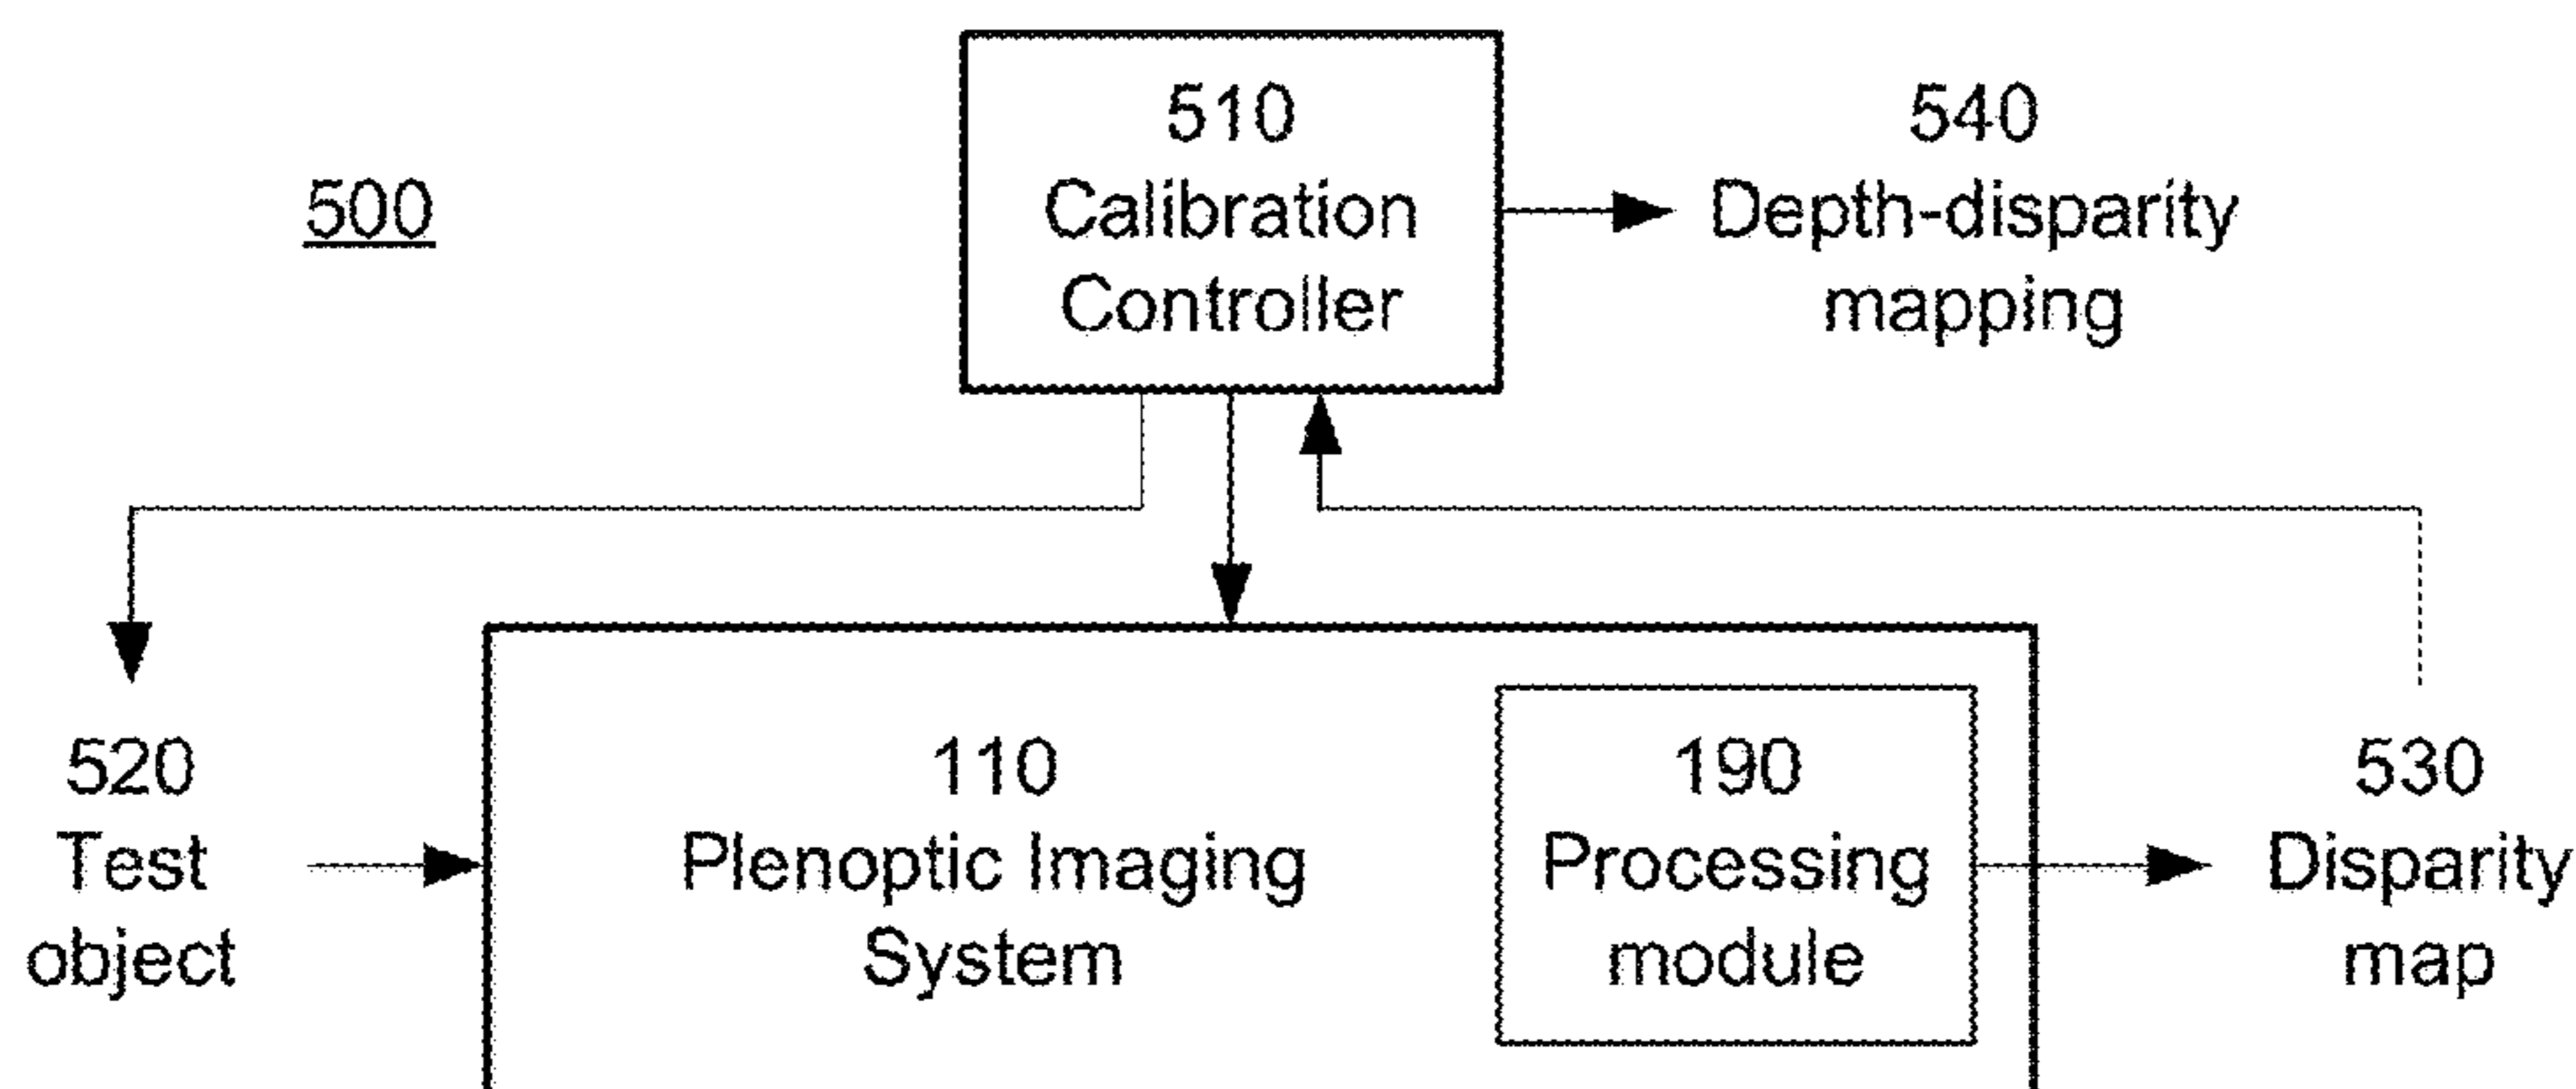 500
510
Calibration
Controller
540
Depth-disparity
mapping
520
Test
object
110
Plenoptic Imaging
System
190
Processing
module
530
Disparity
map